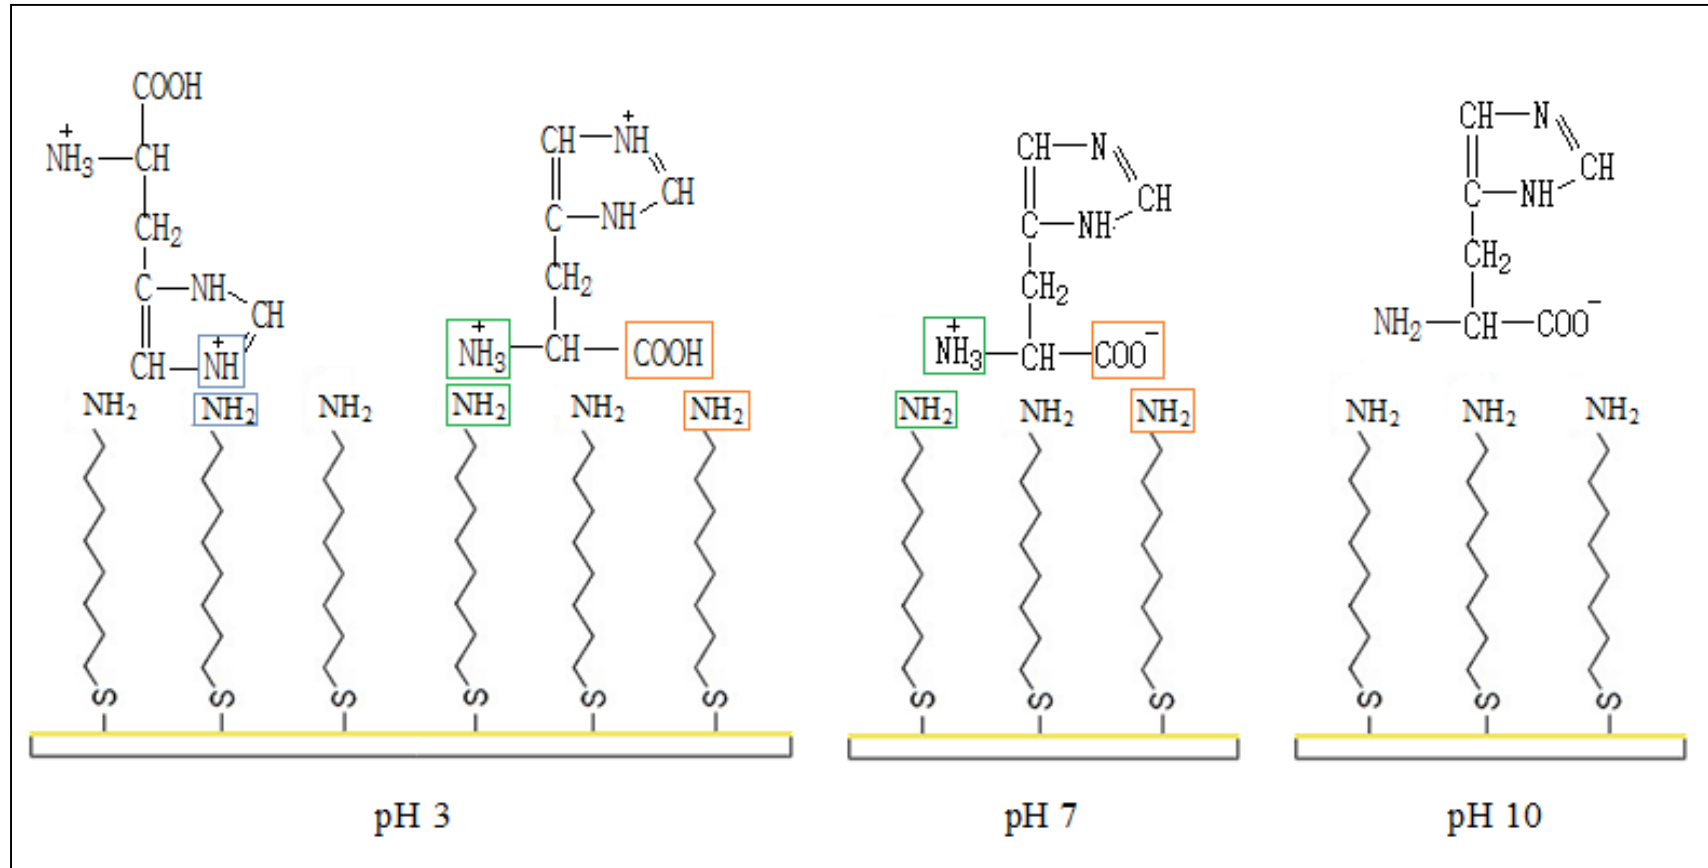 COOH
+
NH₃—CH
CH₂
C—NH
CH
+
CH—NH
+
CH—NH
CH
C—NH
CH₂
+
NH₃—CH—COOH
CH—N
CH
C—NH
CH₂
+
NH₃—CH—COO⁻
CH—N
CH
C—NH
CH₂
NH₂—CH—COO⁻
NH₂ NH₂ NH₂ NH₂ NH₂ NH₂ NH₂ NH₂ NH₂ NH₂ NH₂ NH₂
S S S S S S S S S S S S
pH 3
pH 7
pH 10